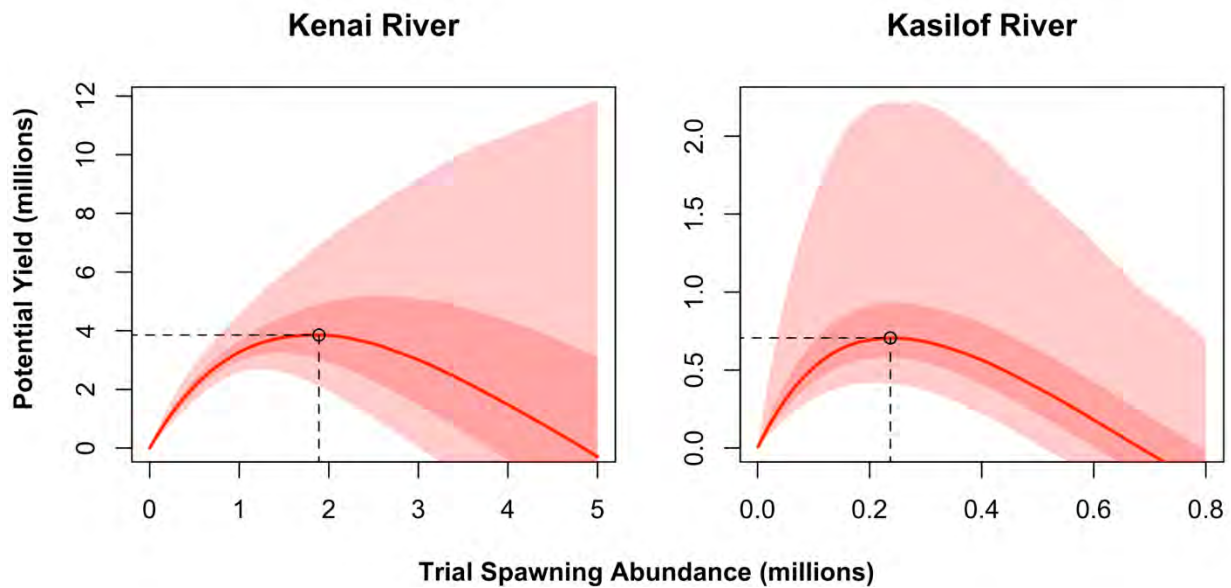 Kenai River
Kasilof River
Potential Yield (millions)
12
10
8
6
4
2
0
0 1 2 3 4 5
2.0
1.5
1.0
0.5
0.0
0.0 0.2 0.4 0.6 0.8
Trial Spawning Abundance (millions)